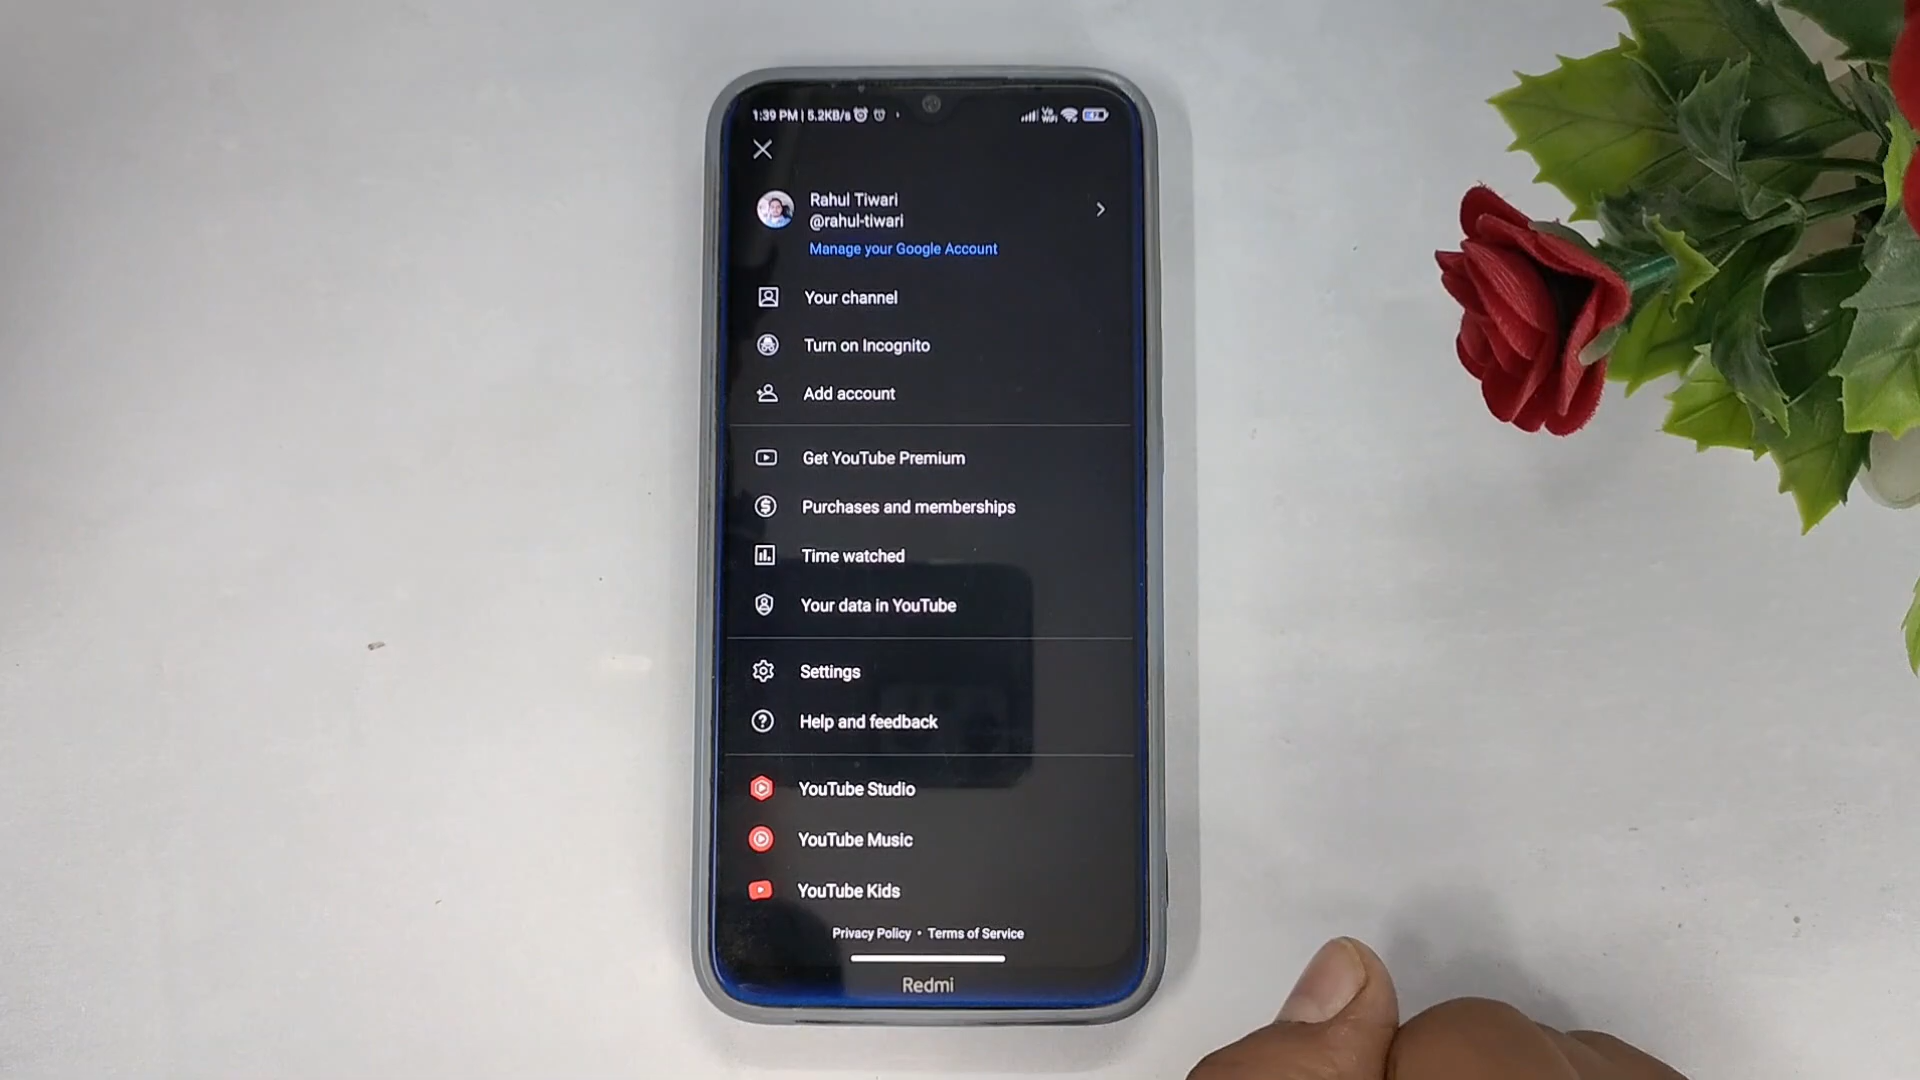 1:39 PM | 5.2KB/s
Vo
WiFi
Rahul Tiwari
@rahul-tiwari
Manage your Google Account
Your channel
Turn on Incognito
Add account
Get YouTube Premium
Purchases and memberships
Time watched
Your data in YouTube
Settings
Help and feedback
YouTube Studio
YouTube Music
YouTube Kids
Privacy Policy • Terms of Service
Redmi